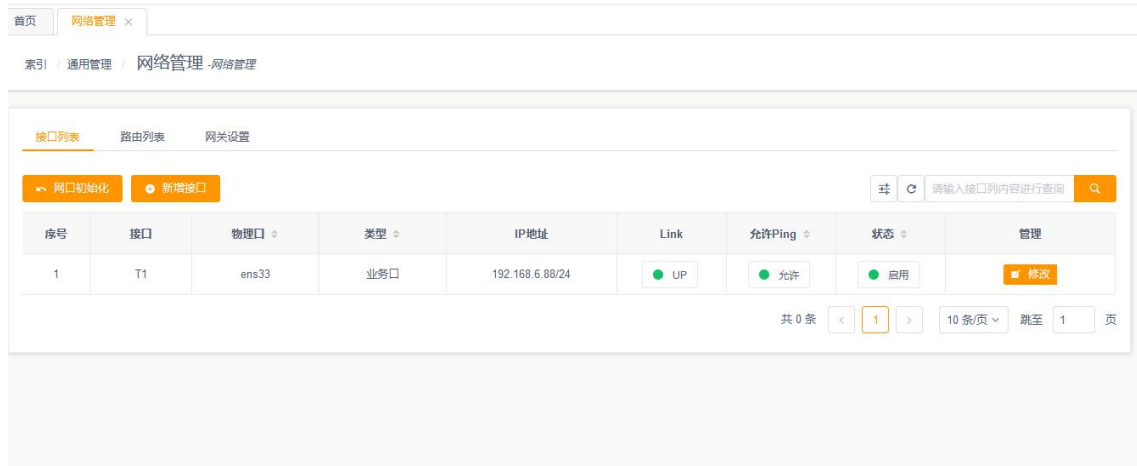 首页 网络管理 ×
索引 / 通用管理 / 网络管理 -网络管理
接口列表 路由列表 网关设置
网口初始化 新增接口 请输入接口列内容进行查询
序号 接口 物理口 类型 IP地址 Link 允许Ping 状态 管理
1 T1 ens33 业务口 192.168.6.88/24 UP 允许 启用 修改
共 0 条 < 1 > 10 条/页 跳至 1 页